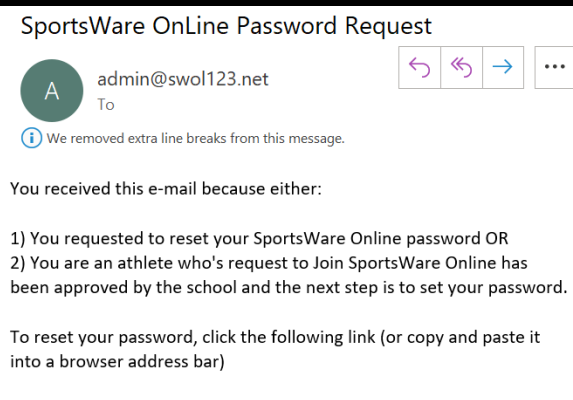 SportsWare OnLine Password Request
A
admin@swol123.net
To
We removed extra line breaks from this message.
You received this e-mail because either:
1) You requested to reset your SportsWare Online password OR
2) You are an athlete who's request to Join SportsWare Online has
been approved by the school and the next step is to set your password.
To reset your password, click the following link (or copy and paste it
into a browser address bar)